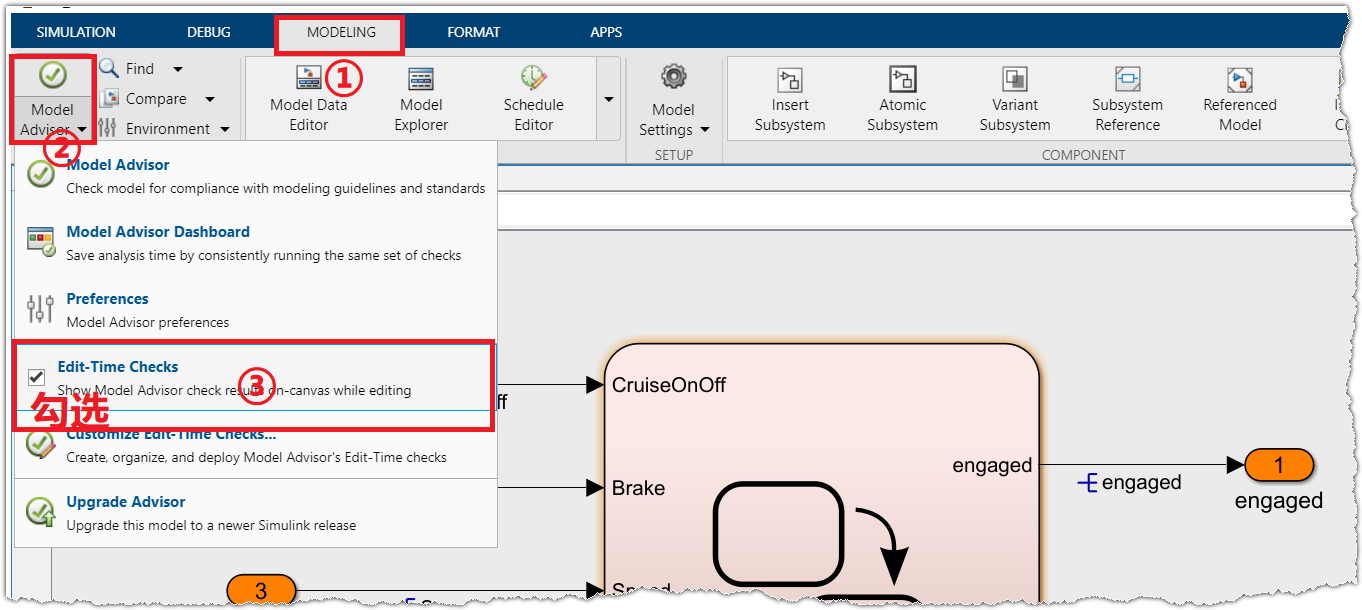 SIMULATION DEBUG MODELING FORMAT APPS
①
Find
Compare
Environment
Model
Advisor
②
Model Data
Editor
Model
Explorer
Schedule
Editor
Model
Settings
SETUP
Insert
Subsystem
Atomic
Subsystem
Variant
Subsystem
Subsystem
Reference
Referenced
Model
COMPONENT
Model Advisor
Check model for compliance with modeling guidelines and standards
Model Advisor Dashboard
Save analysis time by consistently running the same set of checks
Preferences
Model Advisor preferences
Edit-Time Checks
③
Show Model Advisor check results on-canvas while editing
勾选
Customize Edit-Time Checks...
Create, organize, and deploy Model Advisor's Edit-Time checks
Upgrade Advisor
Upgrade this model to a newer Simulink release
CruiseOnOff
ff
Brake
engaged
engaged
1
engaged
3
Speed